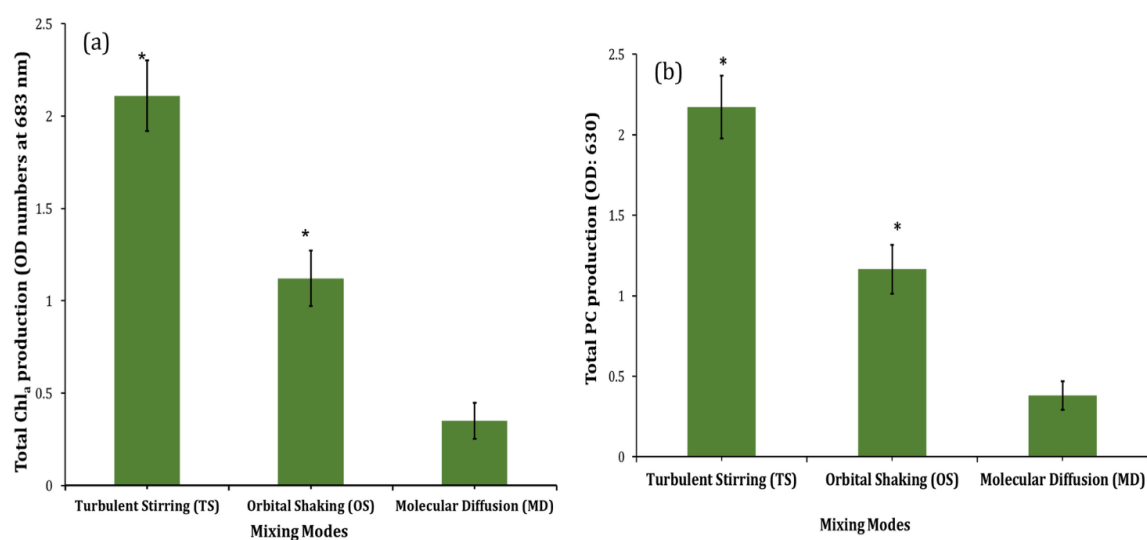 (a)
Total Chla production (OD numbers at 683 nm)
2.5
2
1.5
1
0.5
0
*
*
Turbulent Stirring (TS)
Orbital Shaking (OS)
Molecular Diffusion (MD)
Mixing Modes
(b)
Total PC production (OD: 630)
2.5
2
1.5
1
0.5
0
*
*
Turbulent Stirring (TS)
Orbital Shaking (OS)
Molecular Diffusion (MD)
Mixing Modes